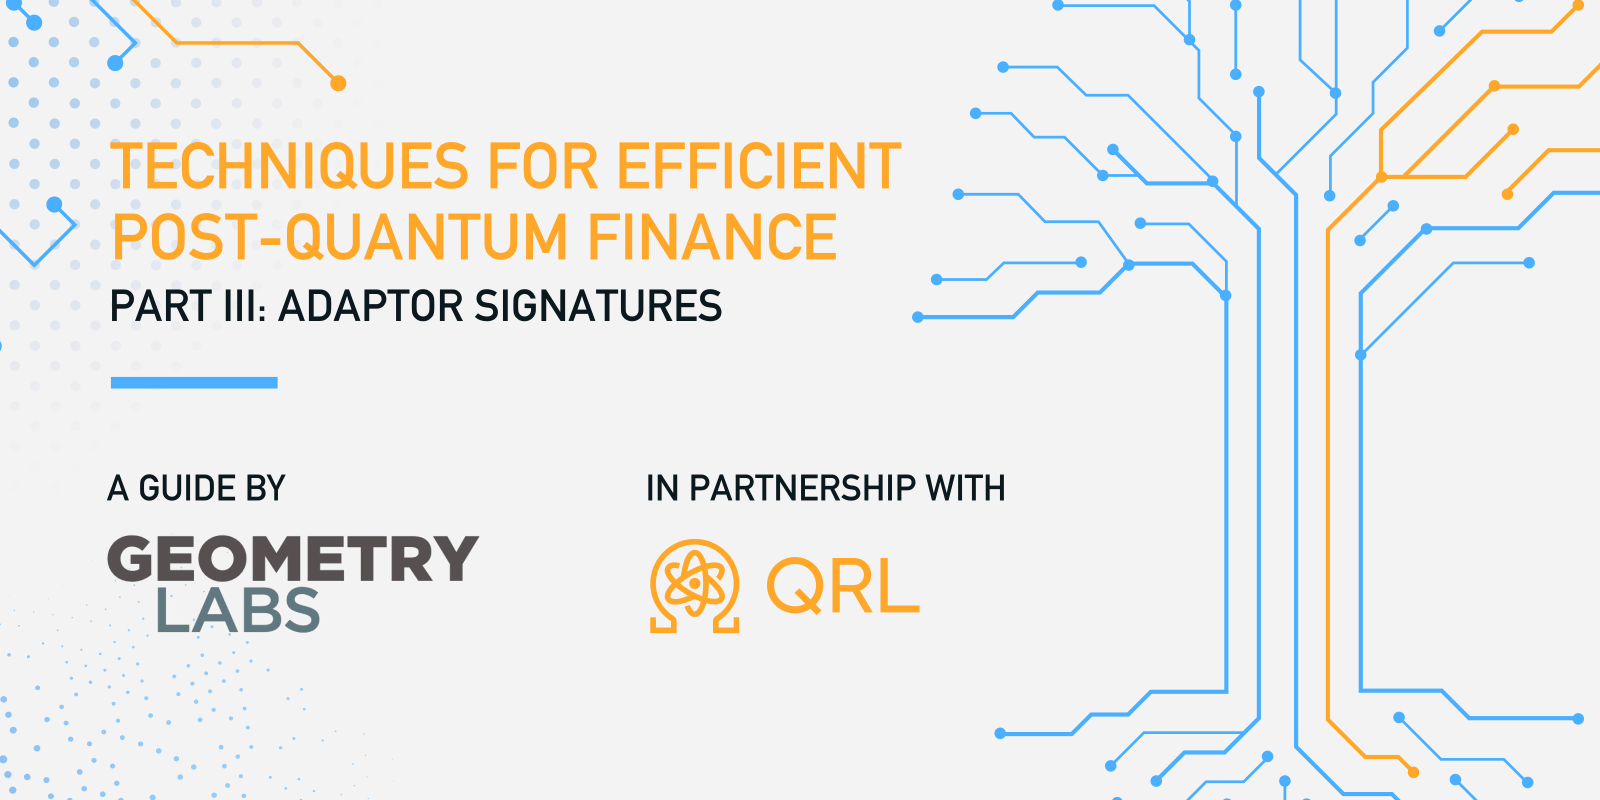 TECHNIQUES FOR EFFICIENT
POST-QUANTUM FINANCE
PART III: ADAPTOR SIGNATURES
A GUIDE BY
GEOMETRY
LABS
IN PARTNERSHIP WITH
QRL